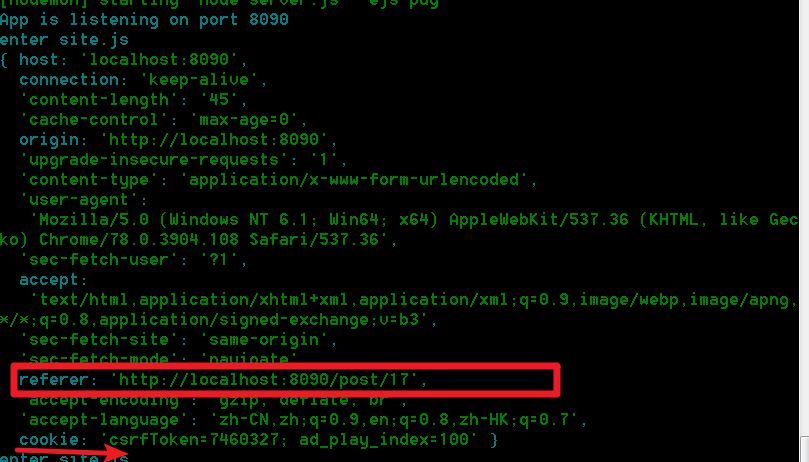 [nodemon] starting `node server.js --ejs pug`
App is listening on port 8090
enter site.js
{ host: 'localhost:8090',
connection: 'keep-alive',
'content-length': '45',
'cache-control': 'max-age=0',
origin: 'http://localhost:8090',
'upgrade-insecure-requests': '1',
'content-type': 'application/x-www-form-urlencoded',
'user-agent':
'Mozilla/5.0 (Windows NT 6.1; Win64; x64) AppleWebKit/537.36 (KHTML, like Gec
ko) Chrome/78.0.3904.108 Safari/537.36',
'sec-fetch-user': '?1',
accept:
'text/html,application/xhtml+xml,application/xml;q=0.9,image/webp,image/apng,
*/*;q=0.8,application/signed-exchange;v=b3',
'sec-fetch-site': 'same-origin',
'sec-fetch-mode': 'navigate',
referer: 'http://localhost:8090/post/17',
'accept-encoding': 'gzip, deflate, br',
'accept-language': 'zh-CN,zh;q=0.9,en;q=0.8,zh-HK;q=0.7',
cookie: 'csrfToken=7460327; ad_play_index=100' }
enter site.js